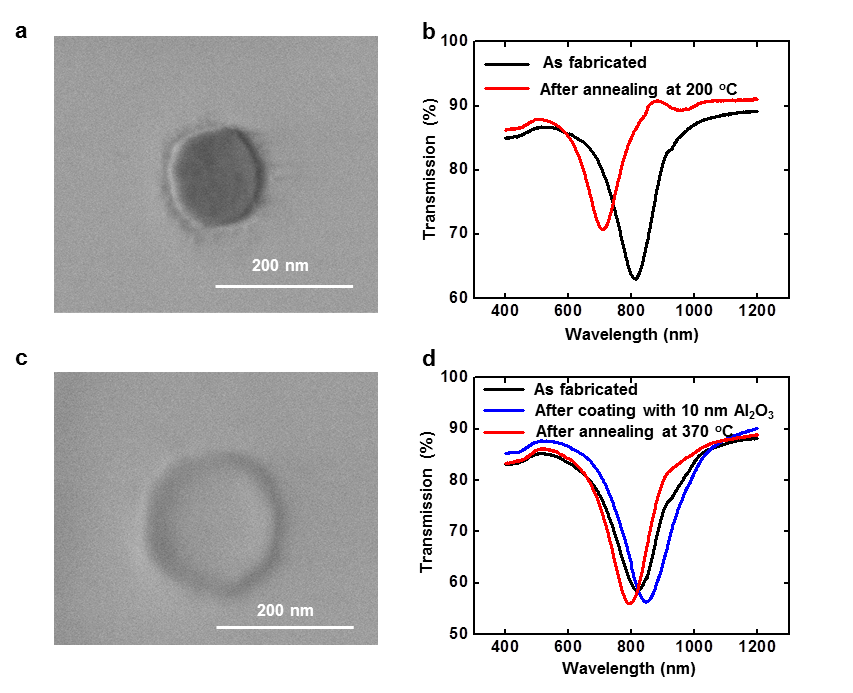 a
200 nm
b
100
90
80
70
60
Transmission (%)
As fabricated
After annealing at 200 °C
400 600 800 1000 1200
Wavelength (nm)
c
200 nm
d
100
90
80
70
60
50
Transmission (%)
As fabricated
After coating with 10 nm Al₂O₃
After annealing at 370 °C
400 600 800 1000 1200
Wavelength (nm)